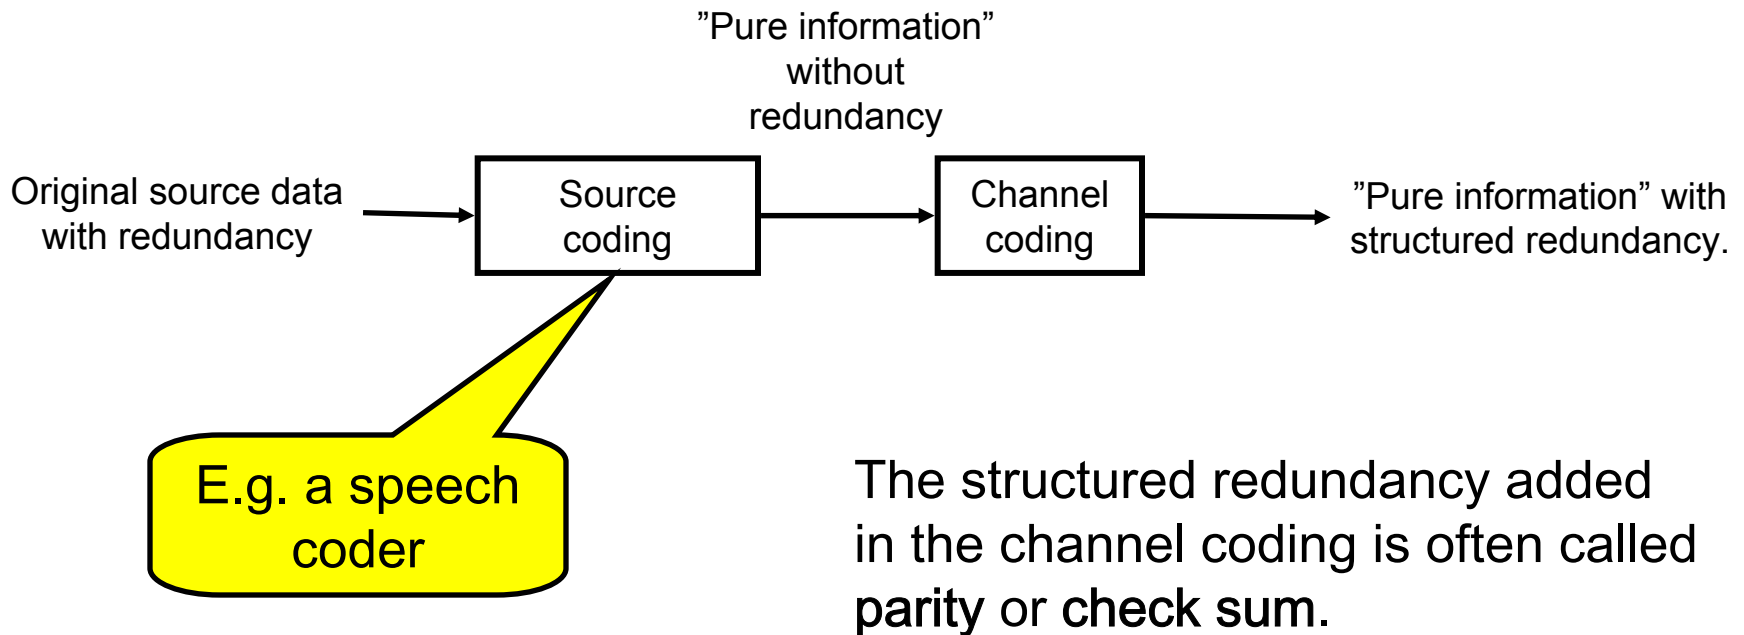 ”Pure information”
without
redundancy
Original source data
with redundancy
Source
coding
Channel
coding
”Pure information” with
structured redundancy.
E.g. a speech
coder
The structured redundancy added
in the channel coding is often called
parity or check sum.